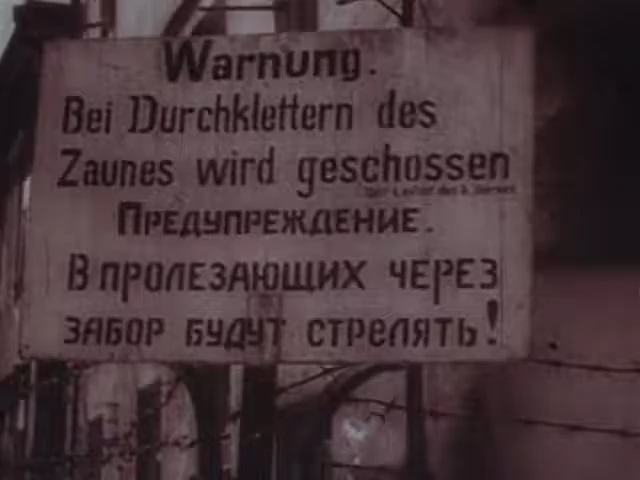 Warnung.
Bei Durchklettern des
Zaunes wird geschossen
Предупреждение.
В пролезающих через
забор будут стрелять!